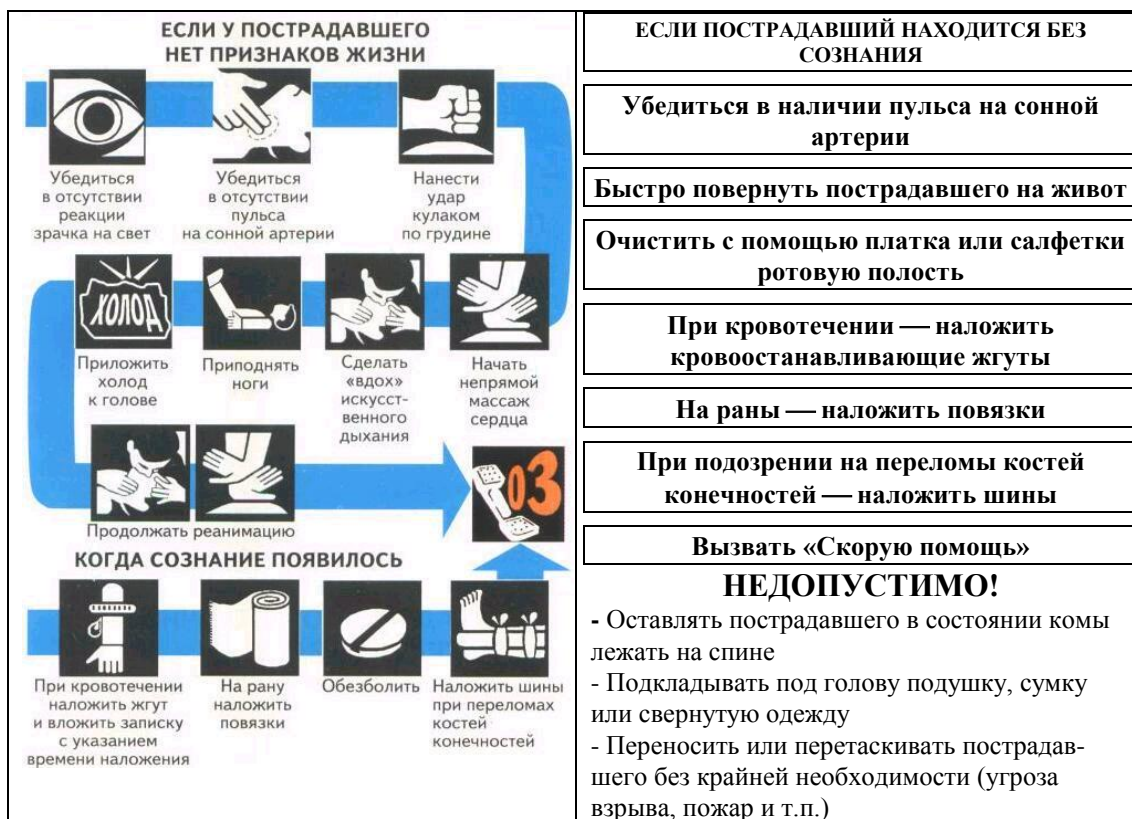 ЕСЛИ У ПОСТРАДАВШЕГО
НЕТ ПРИЗНАКОВ ЖИЗНИ
Убедиться
в отсутствии
реакции
зрачка на свет
Убедиться
в отсутствии
пульса
на сонной артерии
Нанести
удар
кулаком
по грудине
ХОЛОД
Приложить
холод
к голове
Приподнять
ноги
Сделать
«вдох»
искусст-
венного
дыхания
Начать
непрямой
массаж
сердца
Продолжать реанимацию
03
КОГДА СОЗНАНИЕ ПОЯВИЛОСЬ
При кровотечении
наложить жгут
и вложить записку
с указанием
времени наложения
На рану
наложить
повязки
Обезболить
Наложить шины
при переломах
костей
конечностей
ЕСЛИ ПОСТРАДАВШИЙ НАХОДИТСЯ БЕЗ
СОЗНАНИЯ
Убедиться в наличии пульса на сонной
артерии
Быстро повернуть пострадавшего на живот
Очистить с помощью платка или салфетки
ротовую полость
При кровотечении — наложить
кровоостанавливающие жгуты
На раны — наложить повязки
При подозрении на переломы костей
конечностей — наложить шины
Вызвать «Скорую помощь»
НЕДОПУСТИМО!
- Оставлять пострадавшего в состоянии комы
лежать на спине
- Подкладывать под голову подушку, сумку
или свернутую одежду
- Переносить или перетаскивать пострадав-
шего без крайней необходимости (угроза
взрыва, пожар и т.п.)